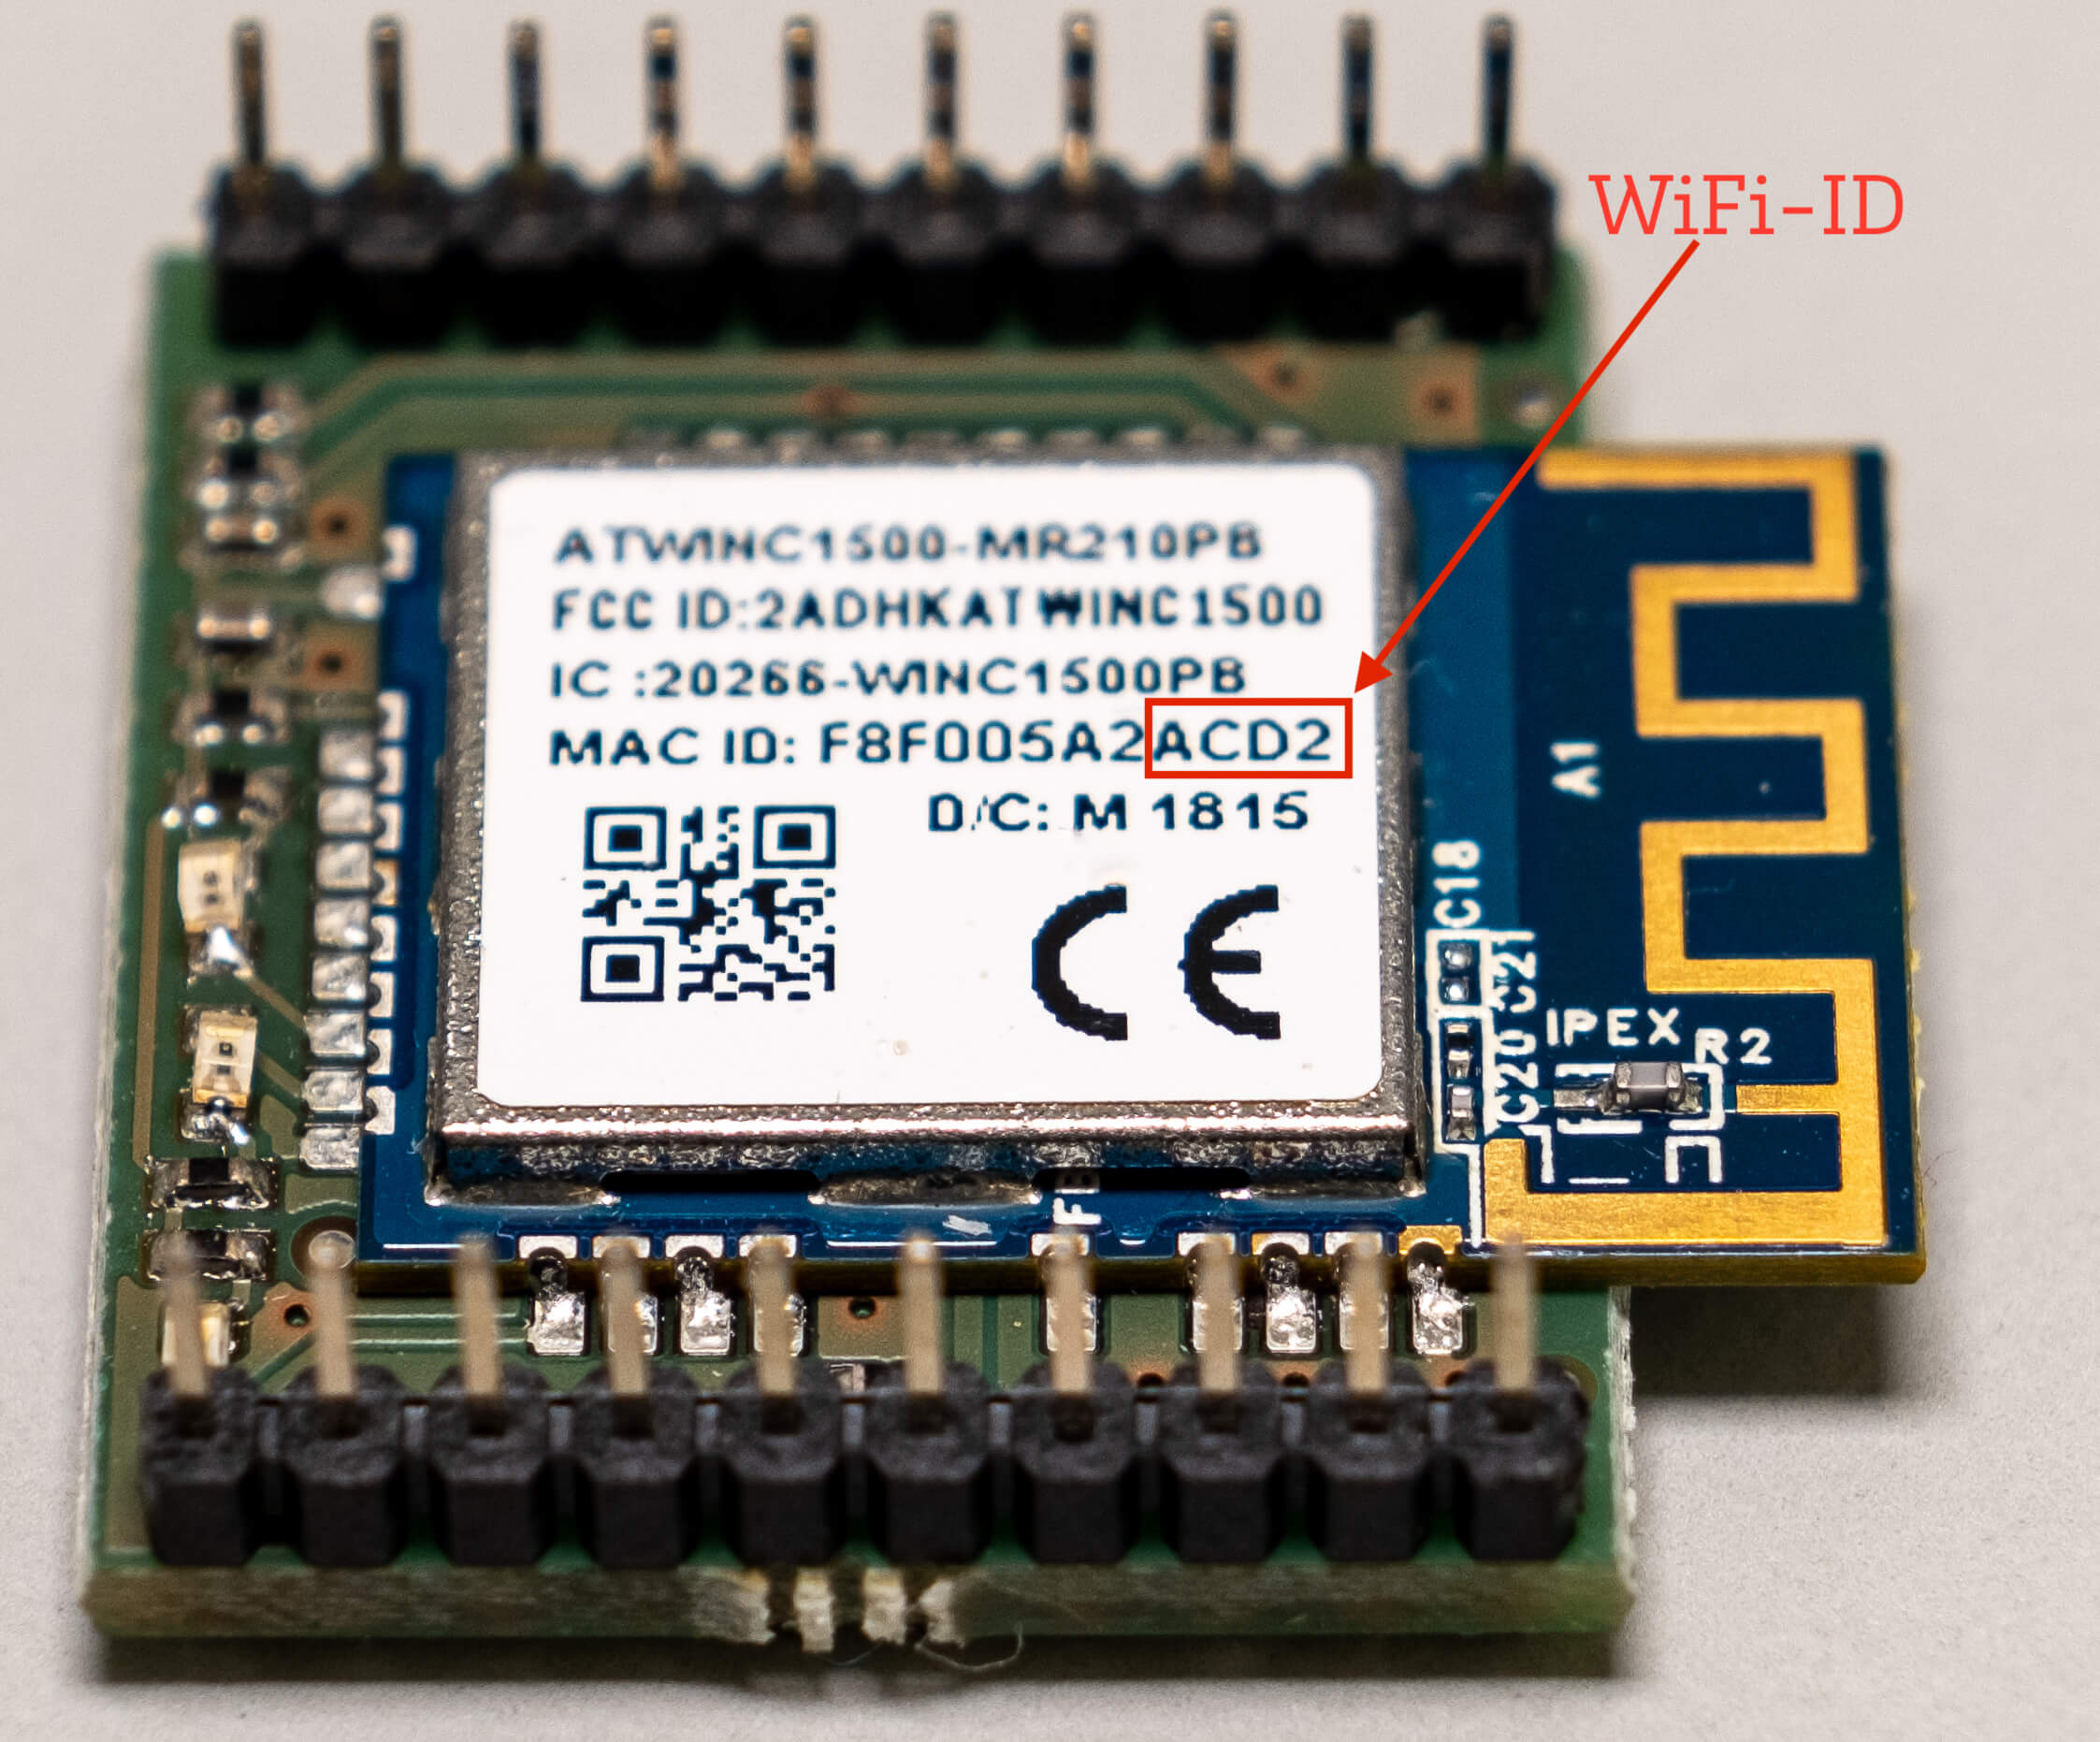 WiFi-ID
ATWINC1500-MR210PB
FCC ID:2ADHKATWINC1500
IC :20266-WINC1500PB
MAC ID: F8F005A2ACD2
D/C: M 1815
CE
A1
C18
C21
C20
IPEX
R2